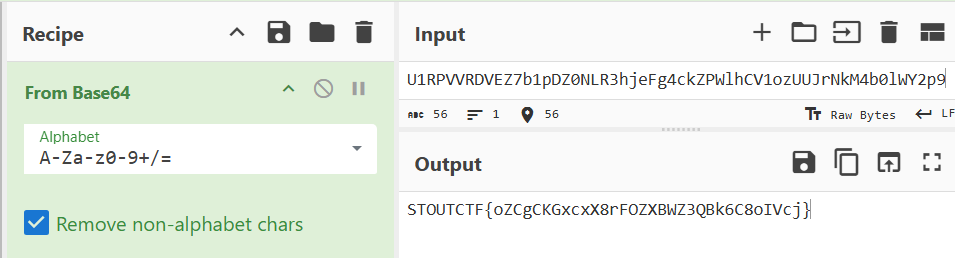 Recipe
Input
From Base64
Alphabet
A-Za-z0-9+/=
Remove non-alphabet chars
U1RPVVRDVEZ7b1pDZ0NLR3hjeFg4ckZPWlhCV1ozUUJrNkM4b0lWY2p9
ABC 56 1 56 Tт Raw Bytes LF
Output
STOUTCTF{oZCgCKGxcxX8rFOZXBWZ3QBk6C8oIVcj}